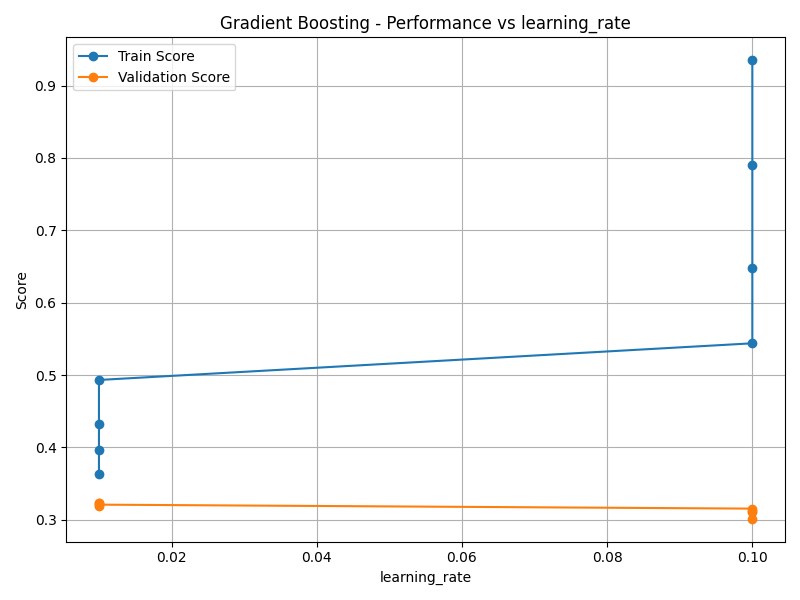 Gradient Boosting - Performance vs learning_rate
Train Score
Validation Score
0.9
0.8
0.7
0.6
0.5
0.4
0.3
Score
0.02
0.04
0.06
0.08
0.10
learning_rate